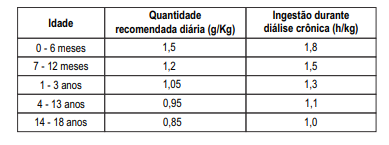 Idade Quantidade recomendada diária (g/Kg) Ingestão durante diálise crônica (h/kg)
0 - 6 meses 1,5 1,8
7 - 12 meses 1,2 1,5
1 - 3 anos 1,05 1,3
4 - 13 anos 0,95 1,1
14 - 18 anos 0,85 1,0